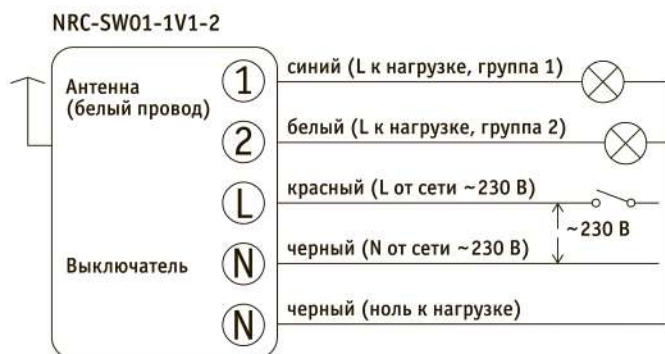 NRC-SW01-1V1-2
Антенна
(белый провод)
1
синий (L к нагрузке, группа 1)
2
белый (L к нагрузке, группа 2)
L
красный (L от сети ~230 В)
~230 В
Выключатель
N
черный (N от сети ~230 В)
N
черный (ноль к нагрузке)